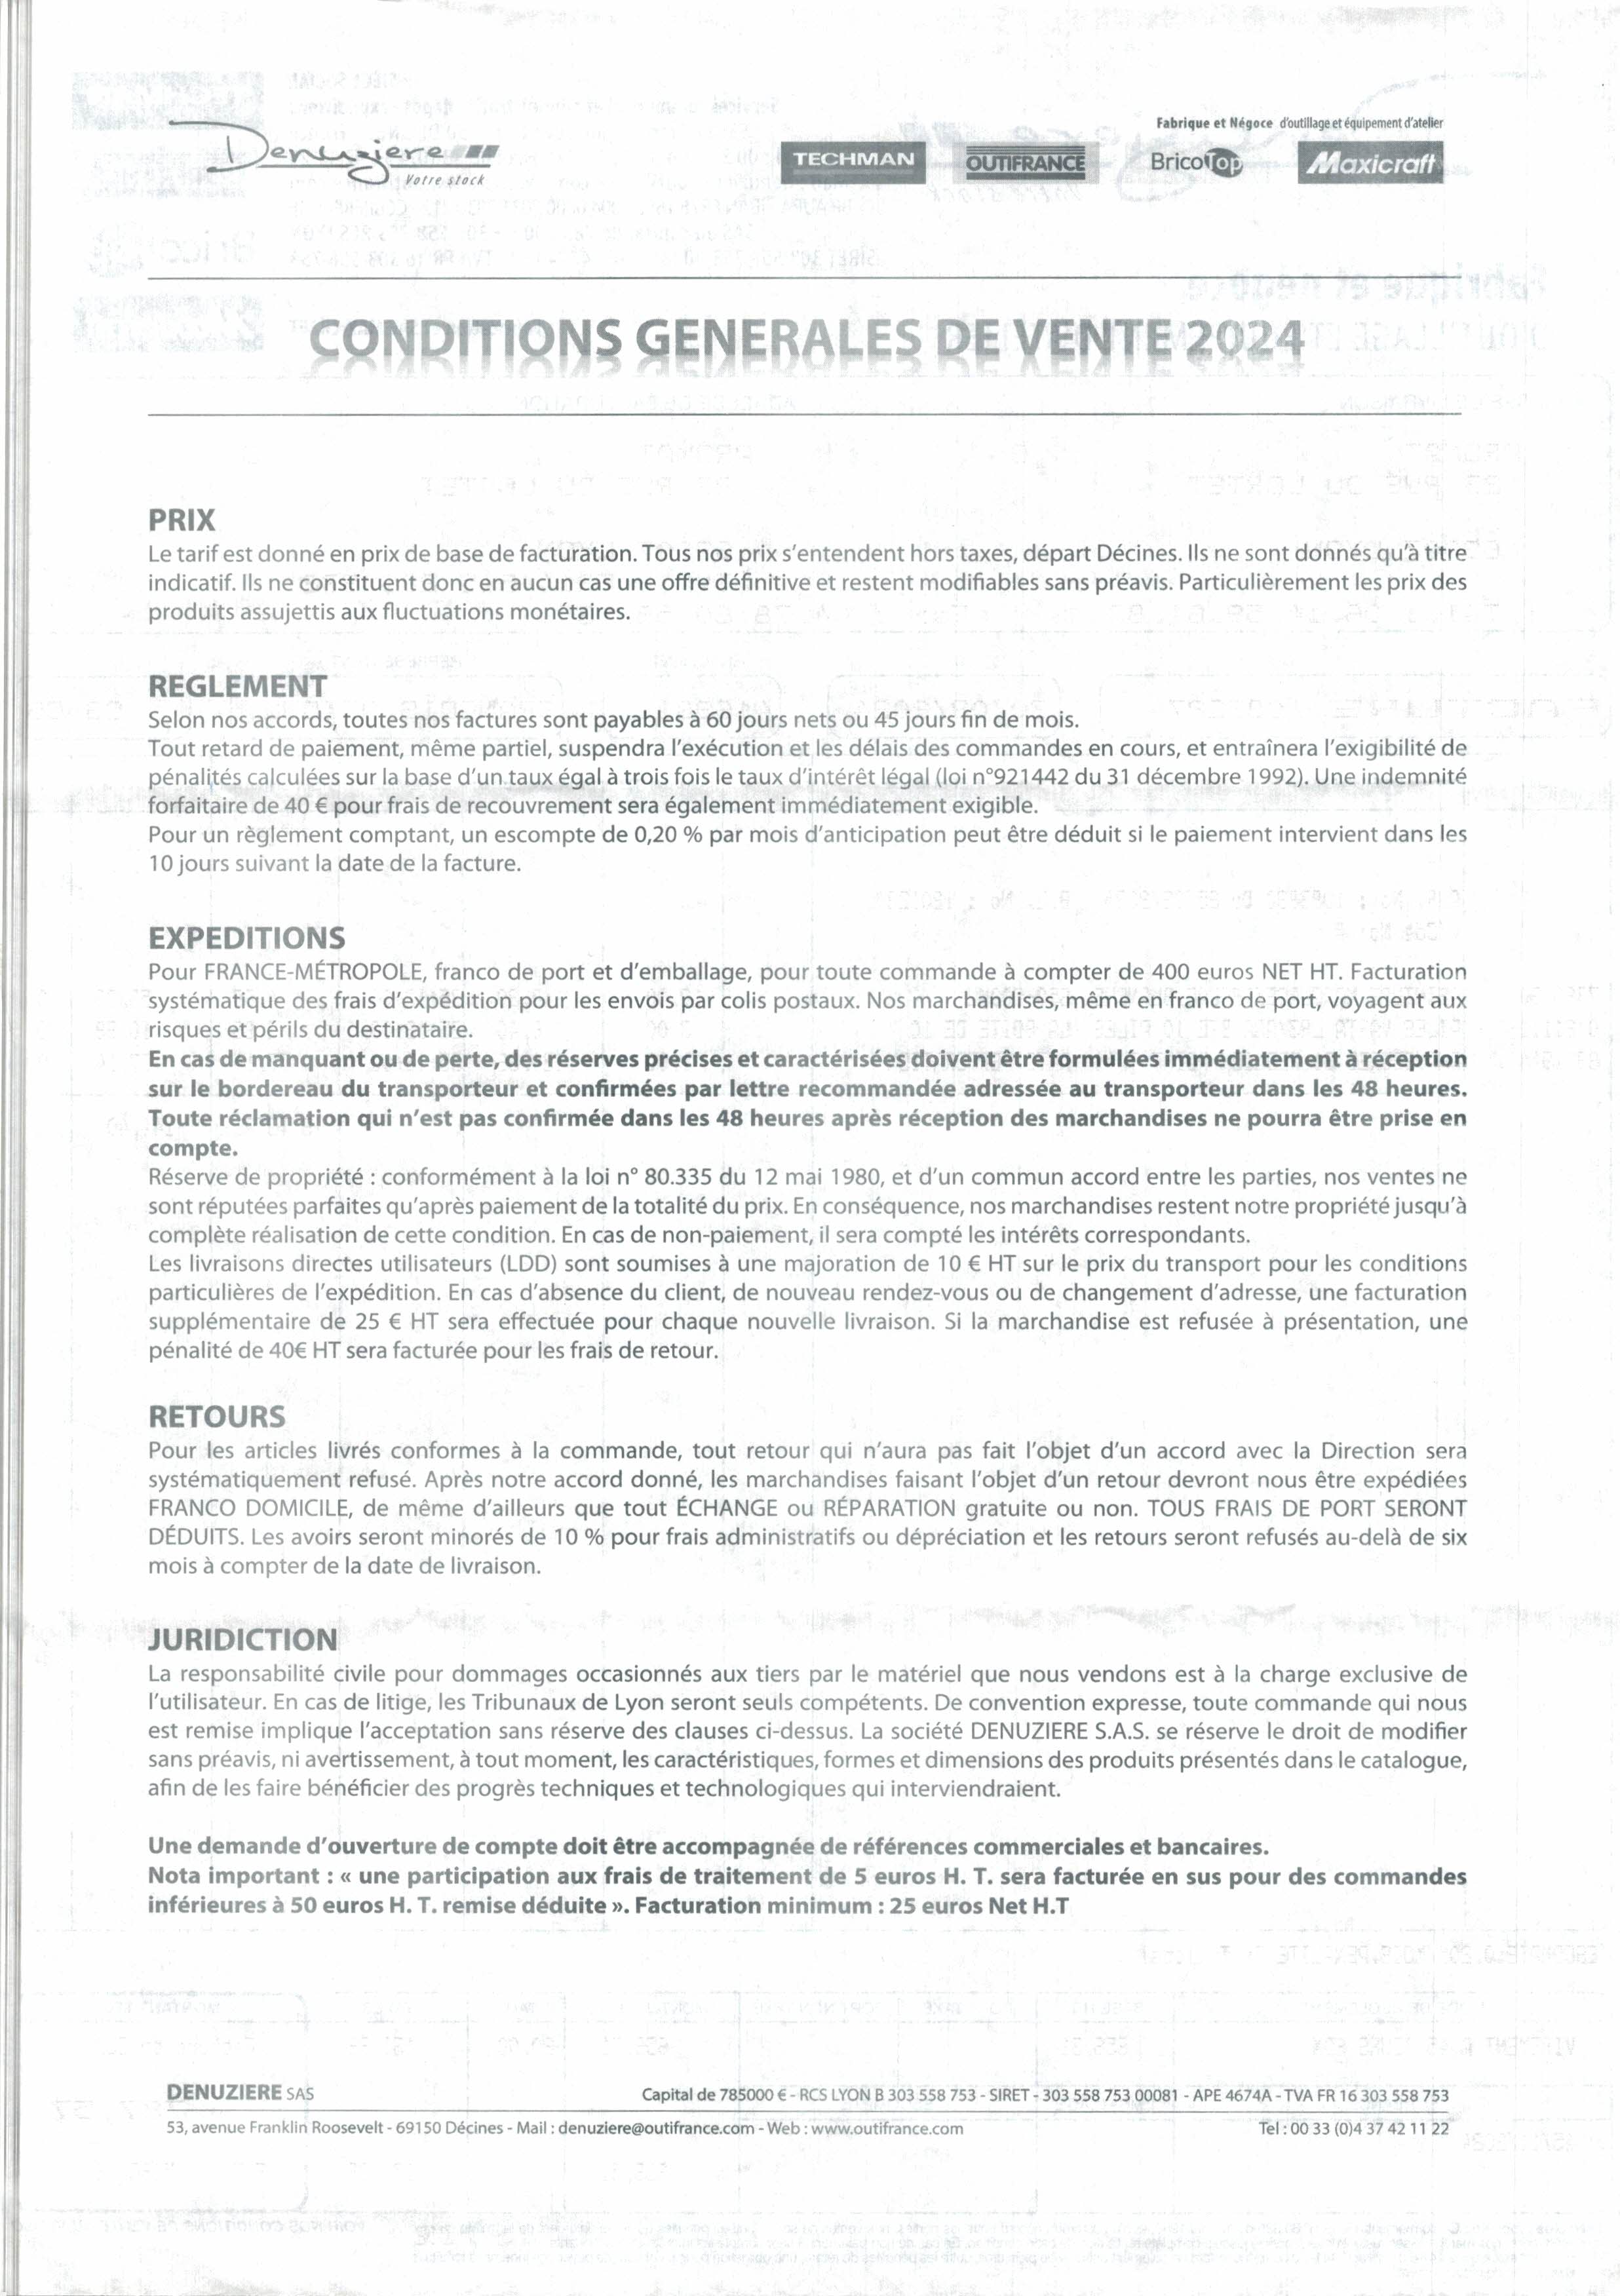 Denuziere
Votre stock
Fabrique et Négoce d'outillage et équipement d'atelier
TECHMAN OUTIFRANCE BricoTop Maxicraft
CONDITIONS GENERALES DE VENTE 2024
PRIX
Le tarif est donné en prix de base de facturation. Tous nos prix s'entendent hors taxes, départ Décines. Ils ne sont donnés qu'à titre
indicatif. Ils ne constituent donc en aucun cas une offre définitive et restent modifiables sans préavis. Particulièrement les prix des
produits assujettis aux fluctuations monétaires.
REGLEMENT
Selon nos accords, toutes nos factures sont payables à 60 jours nets ou 45 jours fin de mois.
Tout retard de paiement, même partiel, suspendra l'exécution et les délais des commandes en cours, et entraînera l'exigibilité de
pénalités calculées sur la base d'un taux égal à trois fois le taux d'intérêt légal (loi n°921442 du 31 décembre 1992). Une indemnité
forfaitaire de 40 € pour frais de recouvrement sera également immédiatement exigible.
Pour un règlement comptant, un escompte de 0,20 % par mois d'anticipation peut être déduit si le paiement intervient dans les
10 jours suivant la date de la facture.
EXPEDITIONS
Pour FRANCE-MÉTROPOLE, franco de port et d'emballage, pour toute commande à compter de 400 euros NET HT. Facturation
systématique des frais d'expédition pour les envois par colis postaux. Nos marchandises, même en franco de port, voyagent aux
risques et périls du destinataire.
En cas de manquant ou de perte, des réserves précises et caractérisées doivent être formulées immédiatement à réception
sur le bordereau du transporteur et confirmées par lettre recommandée adressée au transporteur dans les 48 heures.
Toute réclamation qui n'est pas confirmée dans les 48 heures après réception des marchandises ne pourra être prise en
compte.
Réserve de propriété : conformément à la loi n° 80.335 du 12 mai 1980, et d'un commun accord entre les parties, nos ventes ne
sont réputées parfaites qu'après paiement de la totalité du prix. En conséquence, nos marchandises restent notre propriété jusqu'à
complète réalisation de cette condition. En cas de non-paiement, il sera compté les intérêts correspondants.
Les livraisons directes utilisateurs (LDD) sont soumises à une majoration de 10 € HT sur le prix du transport pour les conditions
particulières de l'expédition. En cas d'absence du client, de nouveau rendez-vous ou de changement d'adresse, une facturation
supplémentaire de 25 € HT sera effectuée pour chaque nouvelle livraison. Si la marchandise est refusée à présentation, une
pénalité de 40€ HT sera facturée pour les frais de retour.
RETOURS
Pour les articles livrés conformes à la commande, tout retour qui n'aura pas fait l'objet d'un accord avec la Direction sera
systématiquement refusé. Après notre accord donné, les marchandises faisant l'objet d'un retour devront nous être expédiées
FRANCO DOMICILE, de même d'ailleurs que tout ÉCHANGE ou RÉPARATION gratuite ou non. TOUS FRAIS DE PORT SERONT
DÉDUITS. Les avoirs seront minorés de 10 % pour frais administratifs ou dépréciation et les retours seront refusés au-delà de six
mois à compter de la date de livraison.
JURIDICTION
La responsabilité civile pour dommages occasionnés aux tiers par le matériel que nous vendons est à la charge exclusive de
l'utilisateur. En cas de litige, les Tribunaux de Lyon seront seuls compétents. De convention expresse, toute commande qui nous
est remise implique l'acceptation sans réserve des clauses ci-dessus. La société DENUZIERE S.A.S. se réserve le droit de modifier
sans préavis, ni avertissement, à tout moment, les caractéristiques, formes et dimensions des produits présentés dans le catalogue,
afin de les faire bénéficier des progrès techniques et technologiques qui interviendraient.
Une demande d'ouverture de compte doit être accompagnée de références commerciales et bancaires.
Nota important : « une participation aux frais de traitement de 5 euros H. T. sera facturée en sus pour des commandes
inférieures à 50 euros H. T. remise déduite ». Facturation minimum : 25 euros Net H.T
DENUZIERE SAS Capital de 785000 € - RCS LYON B 303 558 753 - SIRET - 303 558 753 00081 - APE 4674A - TVA FR 16 303 558 753
53, avenue Franklin Roosevelt - 69150 Décines - Mail : denuziere@outifrance.com - Web : www.outifrance.com Tel : 00 33 (0)4 37 42 11 22